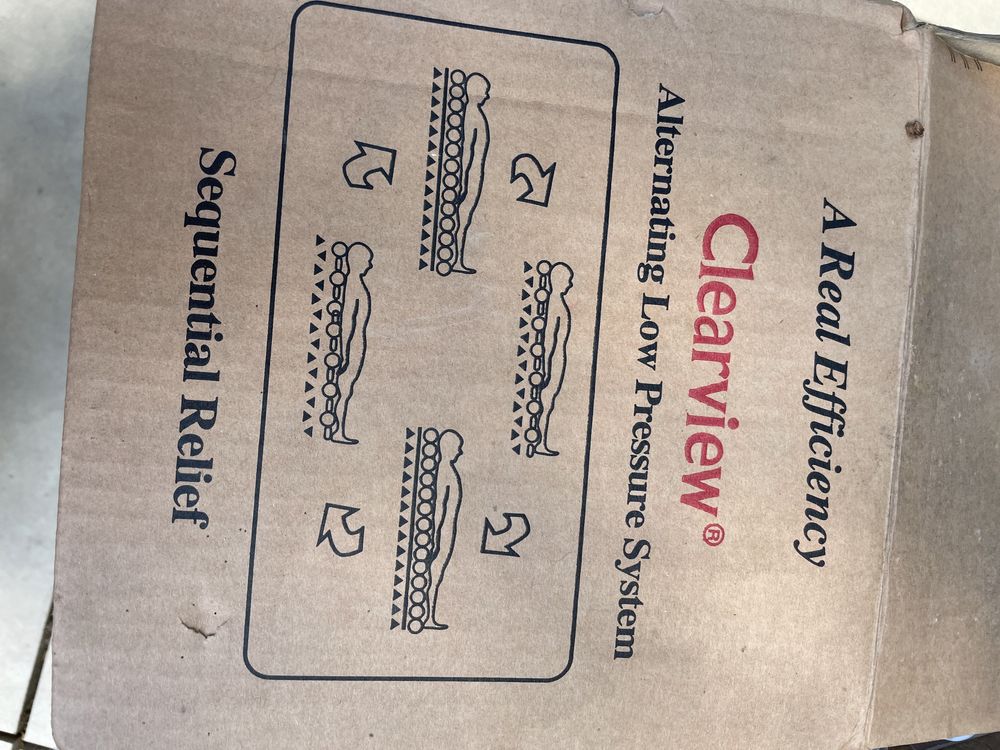 A Real Efficiency
Clearview®
Alternating Low Pressure System
Sequential Relief